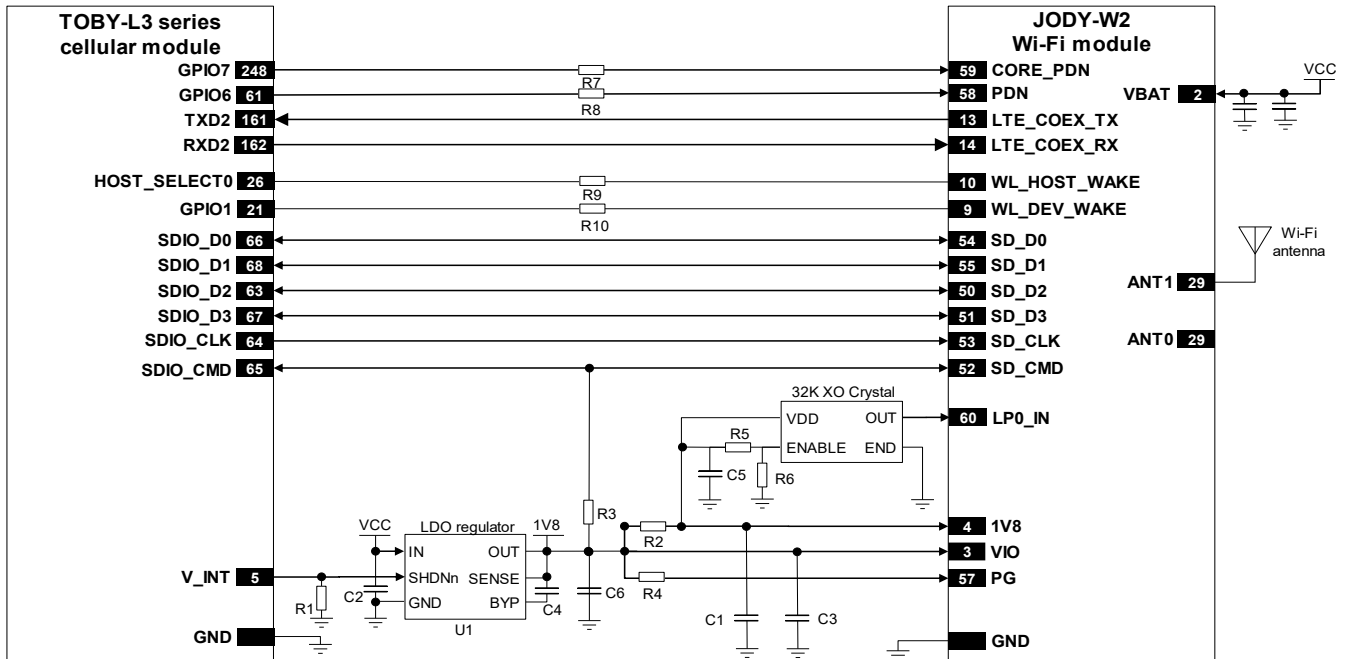 TOBY-L3 series
cellular module
JODY-W2
Wi-Fi module
GPIO7 248
R7
59 CORE_PDN
GPIO6 61
R8
58 PDN
VBAT 2
VCC
TXD2 161
13 LTE_COEX_TX
RXD2 162
14 LTE_COEX_RX
HOST_SELECT0 26
R9
10 WL_HOST_WAKE
GPIO1 21
R10
9 WL_DEV_WAKE
SDIO_D0 66
54 SD_D0
Wi-Fi
antenna
SDIO_D1 68
55 SD_D1
ANT1 29
SDIO_D2 63
50 SD_D2
SDIO_D3 67
51 SD_D3
SDIO_CLK 64
53 SD_CLK
ANT0 29
SDIO_CMD 65
52 SD_CMD
32K XO Crystal
VDD OUT
60 LP0_IN
R5
ENABLE END
C5
R6
R3
VCC
LDO regulator
1V8
R2
4 1V8
IN OUT
3 VIO
V_INT 5
SHDNn SENSE
R4
57 PG
R1
C2
GND BYP
C4
C6
C1
C3
U1
GND
GND